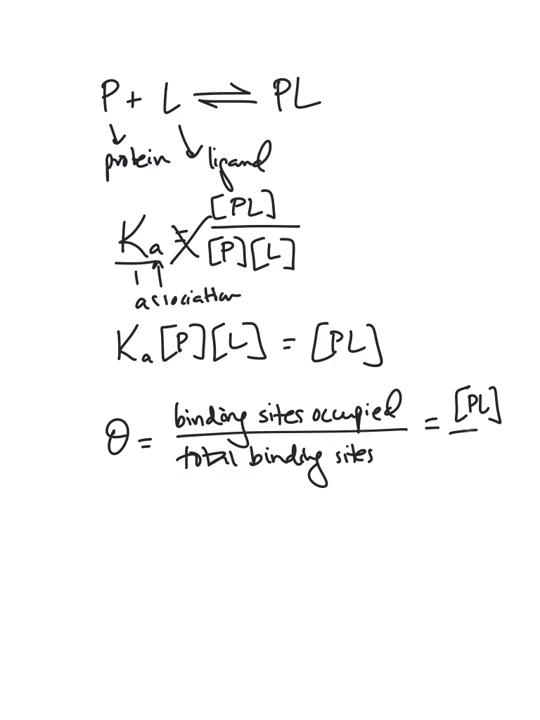 P + L ⇌ PL
protein ligand
Ka = [PL] / [P][L]
association
Ka [P][L] = [PL]
θ = binding sites occupied / total binding sites = [PL]